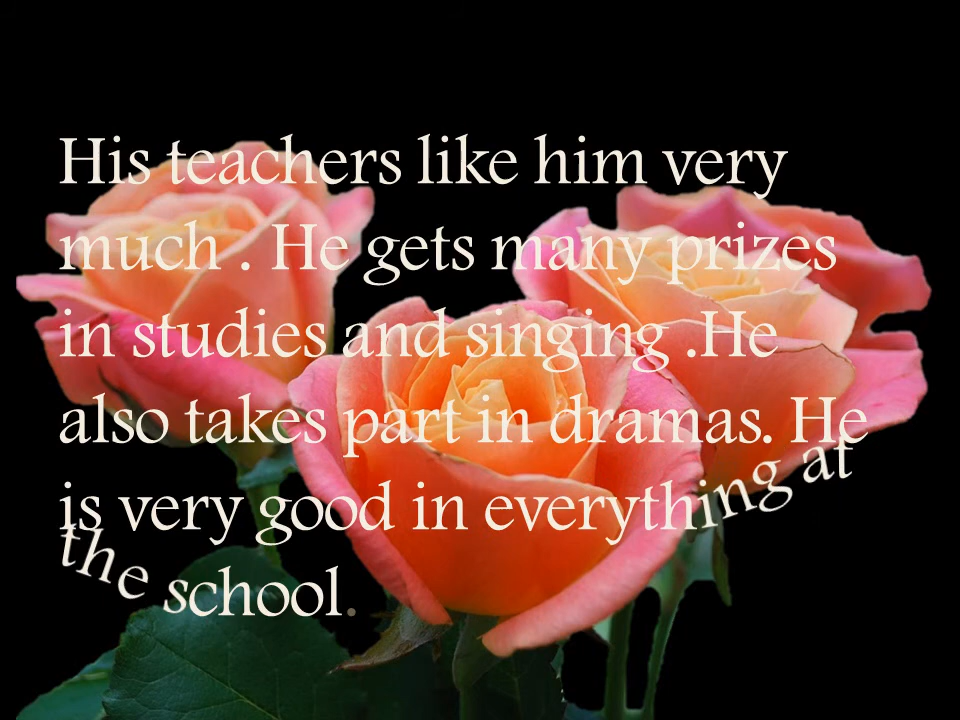 His teachers like him very
much . He gets many prizes
in studies and singing .He
also takes part in dramas. He
is very good in everything at
the school.